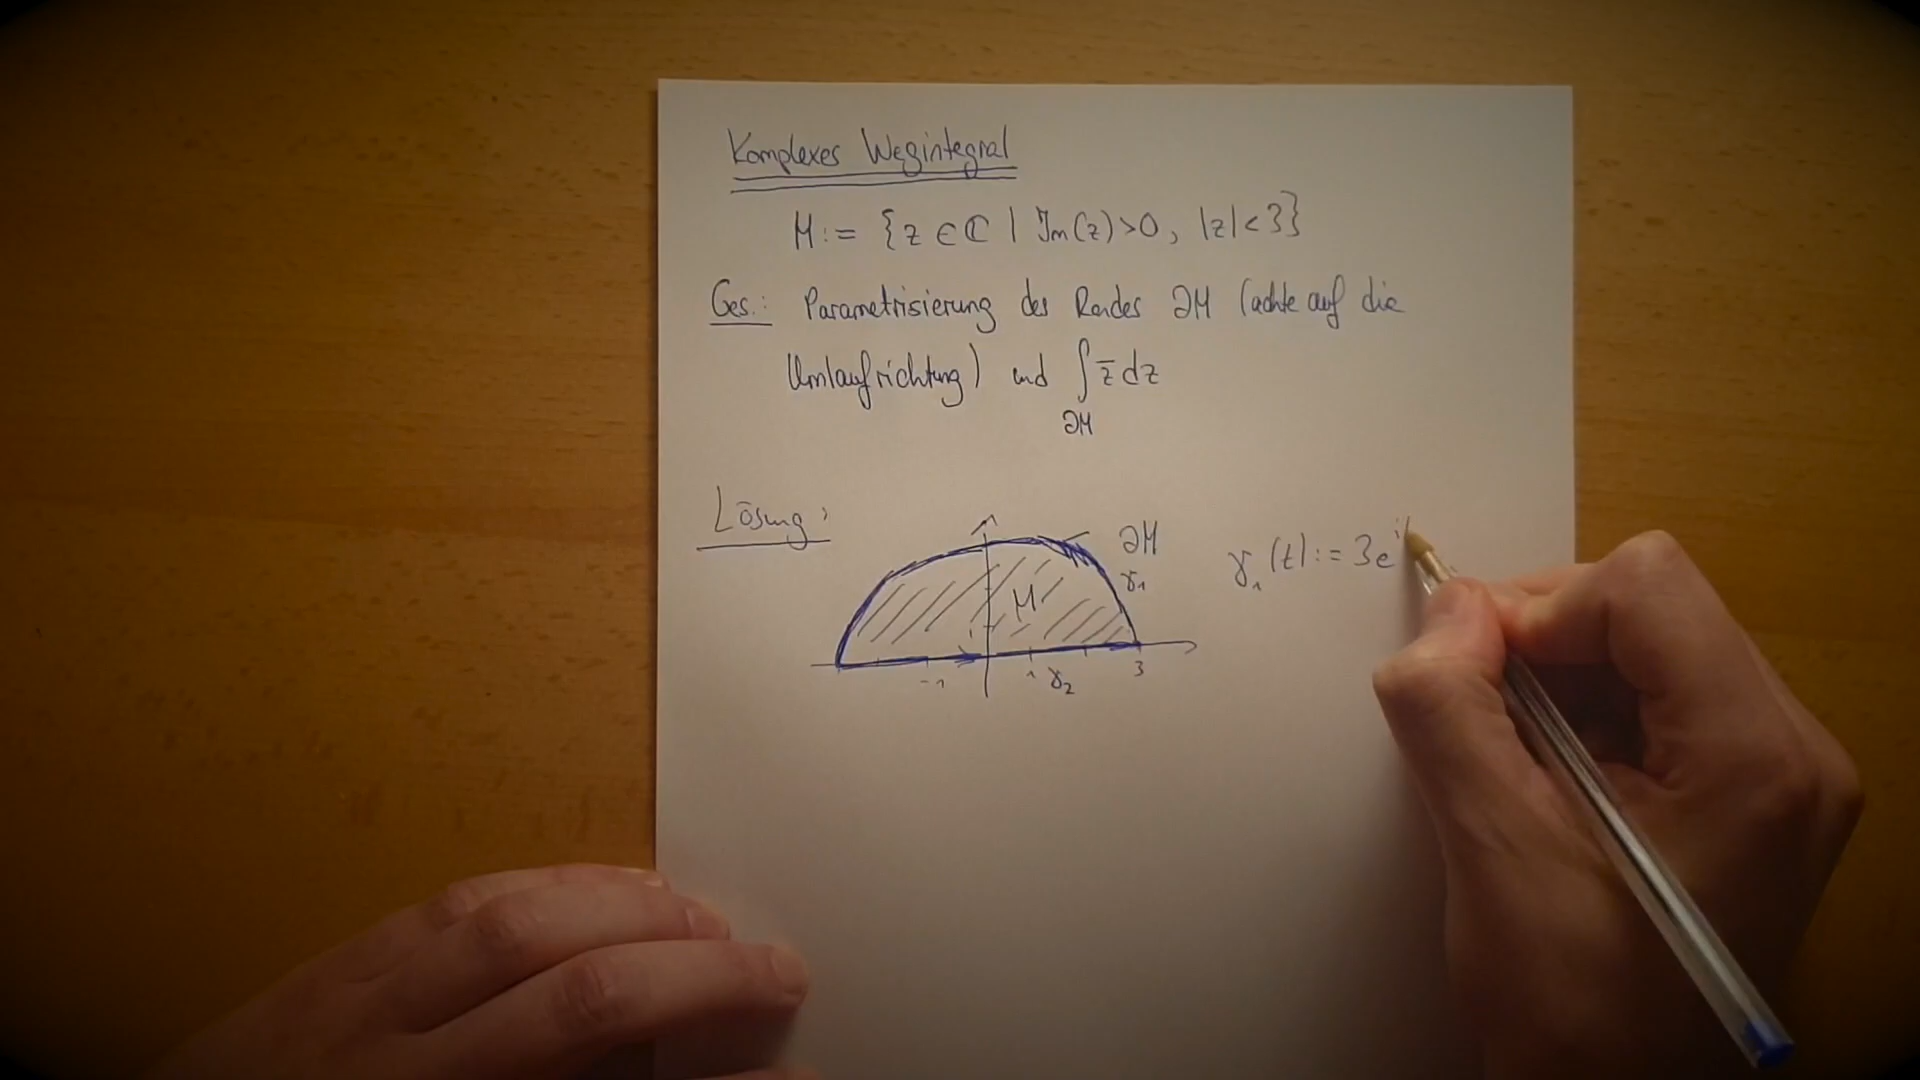 Komplexes Wegintegral
M := {z ∈ ℂ | Im(z)>0, |z|<3}
Ges.: Parametrisierung des Randes ∂M (achte auf die
Umlaufrichtung) und ∫ z̄ dz
∂M
Lösung:
∂M
γ₁
M
i
-1 1 γ₂ 3
γ₁(t) := 3e^i